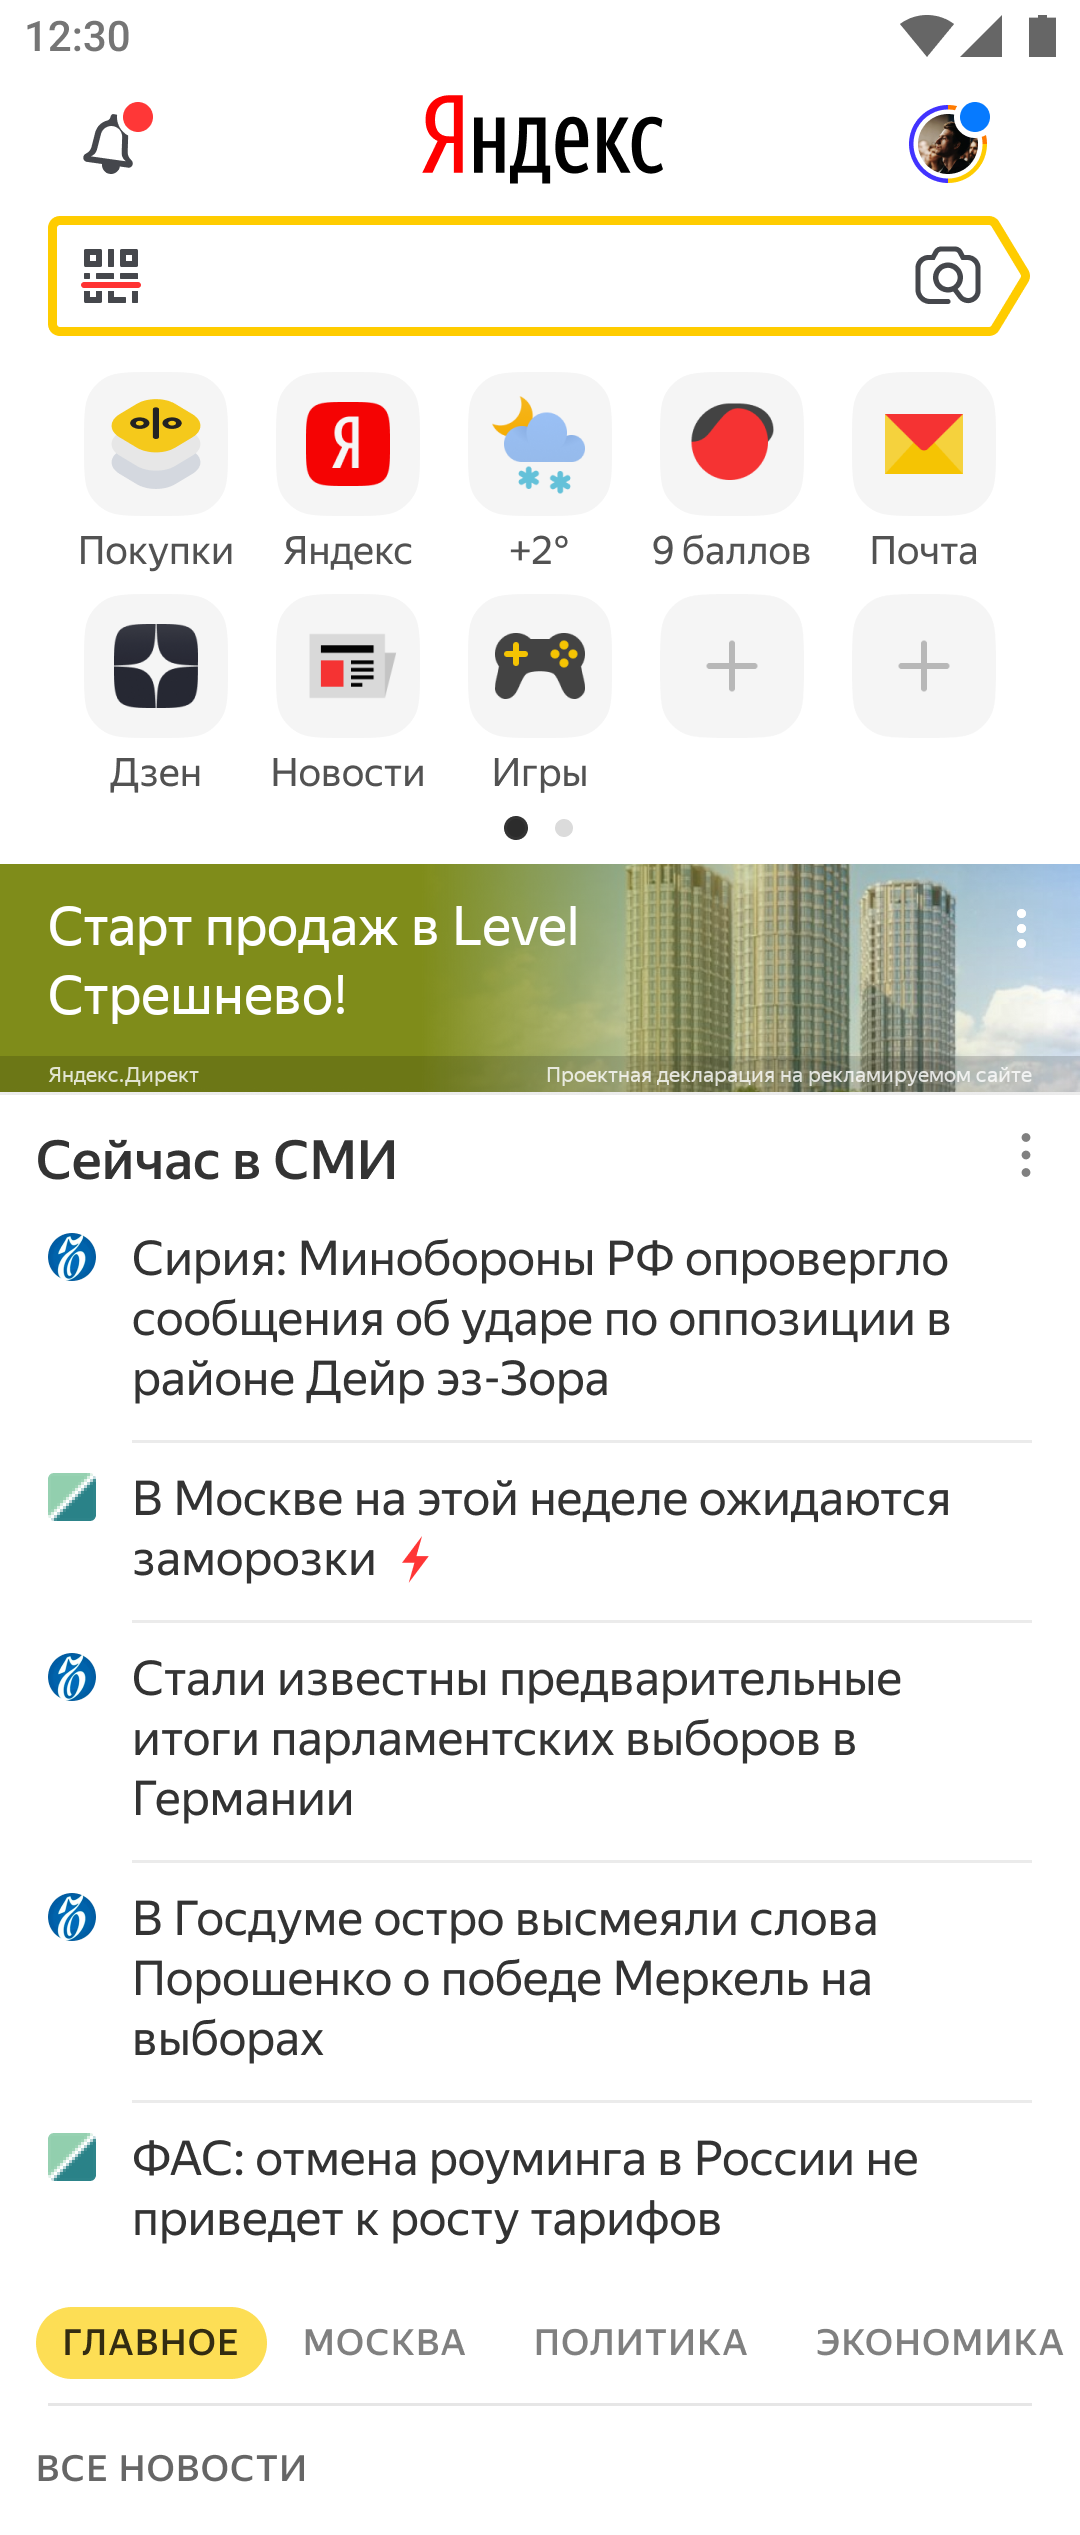 12:30
Яндекс
Я
Покупки
Яндекс
+2°
9 баллов
Почта
Дзен
Новости
Игры
Старт продаж в Level
Стрешнево!
Яндекс.Директ
Проектная декларация на рекламируемом сайте
Сейчас в СМИ
Сирия: Минобороны РФ опровергло
сообщения об ударе по оппозиции в
районе Дейр эз-Зора
В Москве на этой неделе ожидаются
заморозки
Стали известны предварительные
итоги парламентских выборов в
Германии
В Госдуме остро высмеяли слова
Порошенко о победе Меркель на
выборах
ФАС: отмена роуминга в России не
приведет к росту тарифов
ГЛАВНОЕ
МОСКВА
ПОЛИТИКА
ЭКОНОМИКА
ВСЕ НОВОСТИ